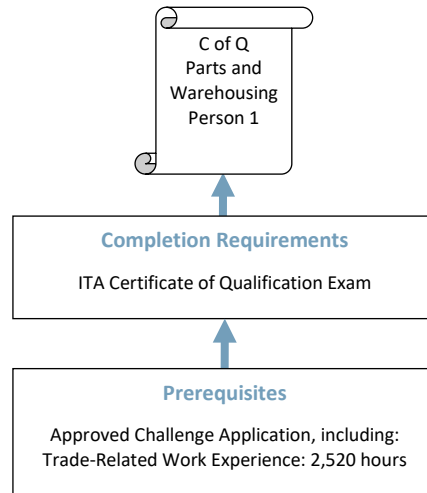 C of Q
Parts and
Warehousing
Person 1
Completion Requirements
ITA Certificate of Qualification Exam
Prerequisites
Approved Challenge Application, including:
Trade-Related Work Experience: 2,520 hours